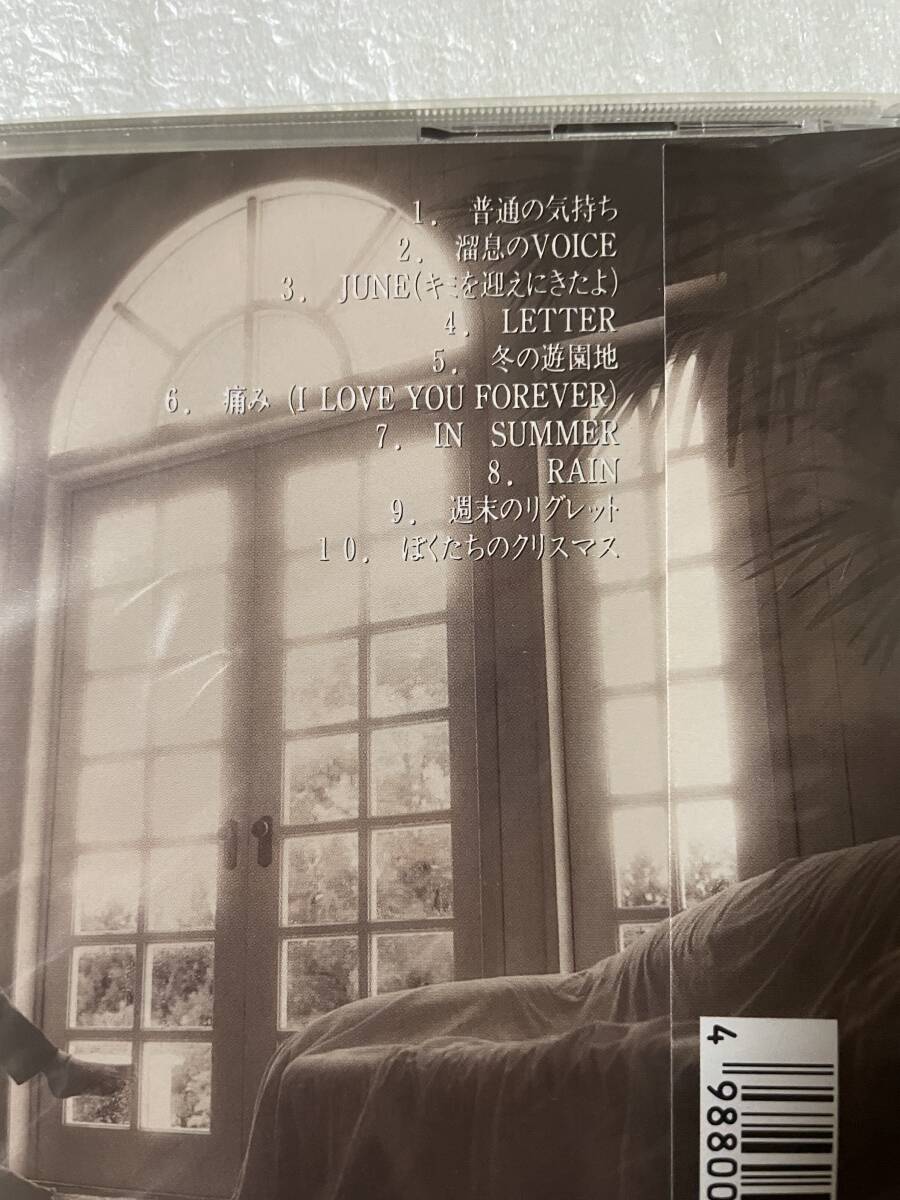 1. 普通の気持ち
2. 溜息のVOICE
3. JUNE(キミを迎えにきたよ)
4. LETTER
5. 冬の遊園地
6. 痛み (I LOVE YOU FOREVER)
7. IN SUMMER
8. RAIN
9. 週末のリグレット
10. ぼくたちのクリスマス
4 98800